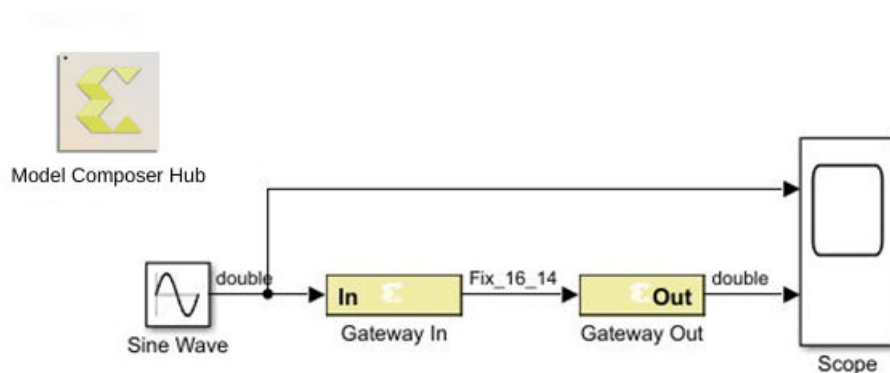 Model Composer Hub
double
Fix_16_14
double
In
Out
Gateway In
Gateway Out
Sine Wave
Scope